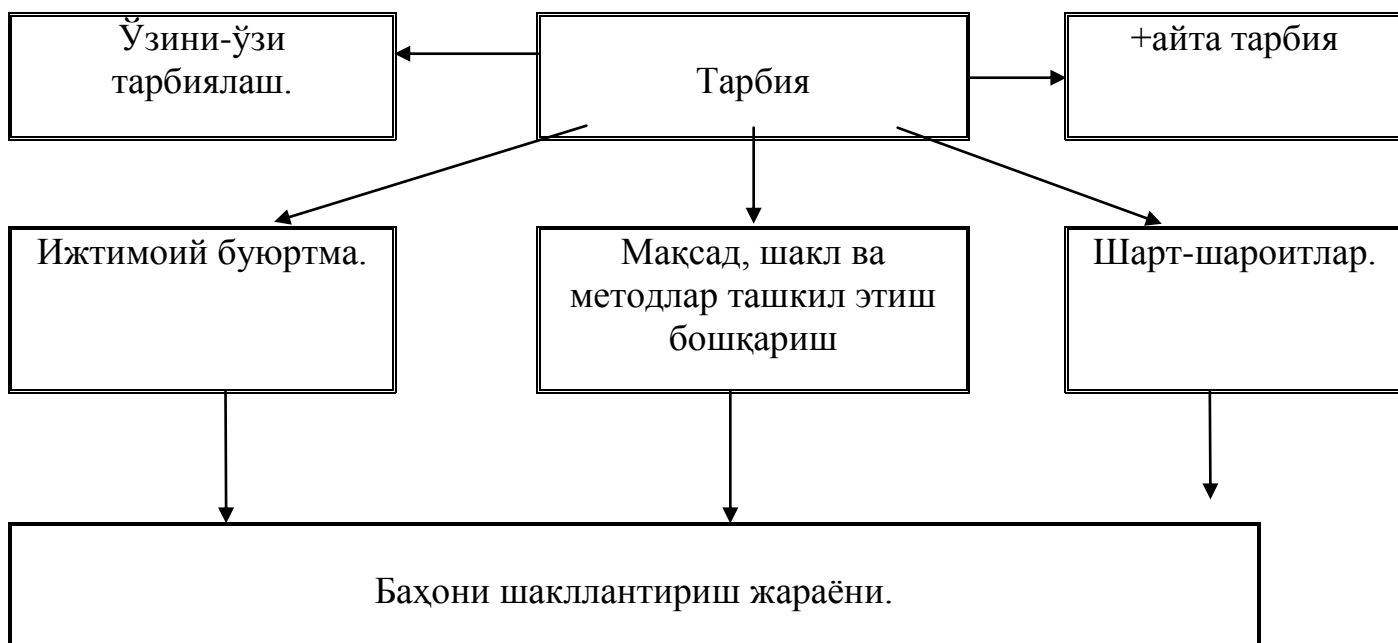 Ўзини-ўзи
тарбиялаш.
Тарбия
+айта тарбия
Ижтимоий буюртма.
Мақсад, шакл ва
методлар ташкил этиш
бошқариш
Шарт-шароитлар.
Баҳони шакллантириш жараёни.